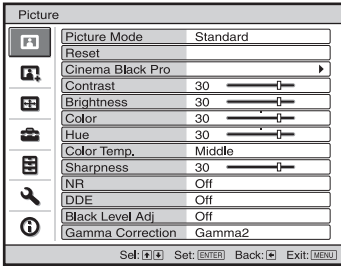 Picture
Picture Mode Standard
Reset
Cinema Black Pro
Contrast 30
Brightness 30
Color 30
Hue 30
Color Temp. Middle
Sharpness 30
NR Off
DDE Off
Black Level Adj Off
Gamma Correction Gamma2
Sel: Set: ENTER Back: Exit: MENU